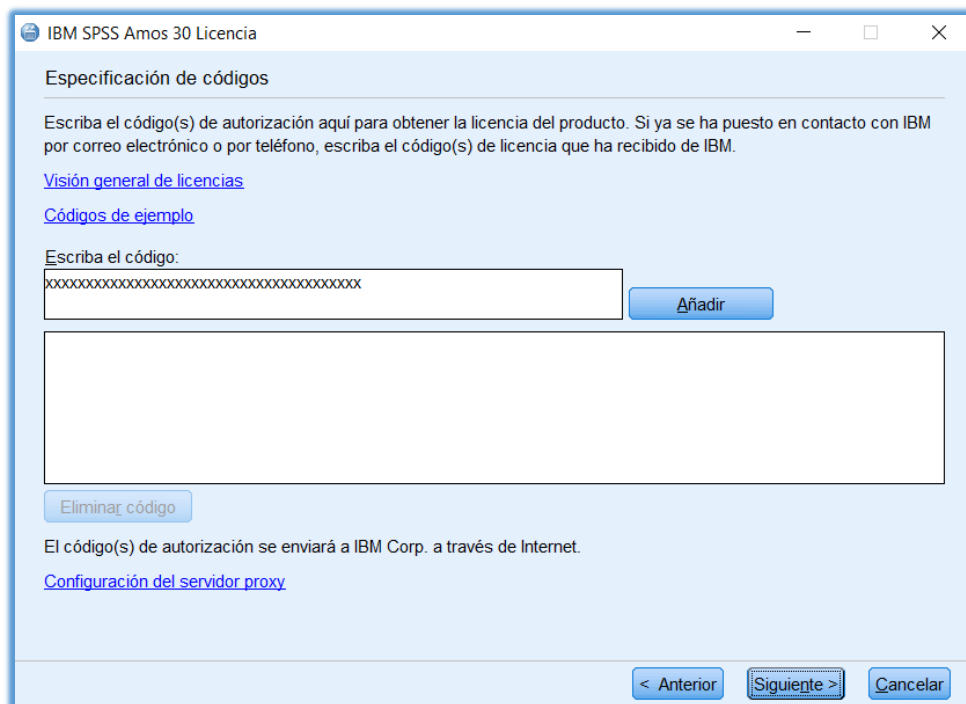 IBM SPSS Amos 30 Licencia
Especificación de códigos
Escriba el código(s) de autorización aquí para obtener la licencia del producto. Si ya se ha puesto en contacto con IBM
por correo electrónico o por teléfono, escriba el código(s) de licencia que ha recibido de IBM.
Visión general de licencias
Códigos de ejemplo
Escriba el código:
xxxxxxxxxxxxxxxxxxxxxxxxxxxxxxxxxxxxxxx
Añadir
Eliminar código
El código(s) de autorización se enviará a IBM Corp. a través de Internet.
Configuración del servidor proxy
< Anterior
Siguiente >
Cancelar